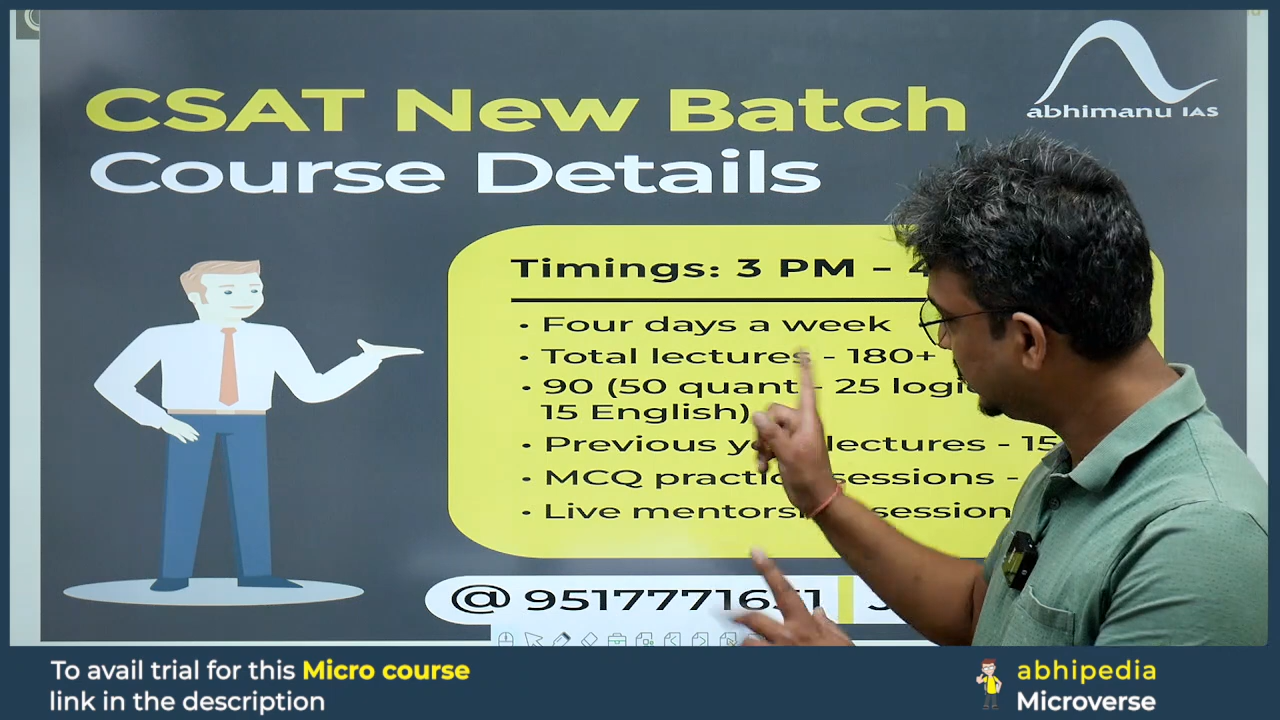 abhimanu IAS
CSAT New Batch
Course Details
Timings: 3 PM –
• Four days a week
• Total lectures - 180+
• 90 (50 quant - 25
15 English)
• Previous lectures - 15
• MCQ sessions -
• Live
@
To avail trial for this Micro course
link in the description
abhipedia
Microverse